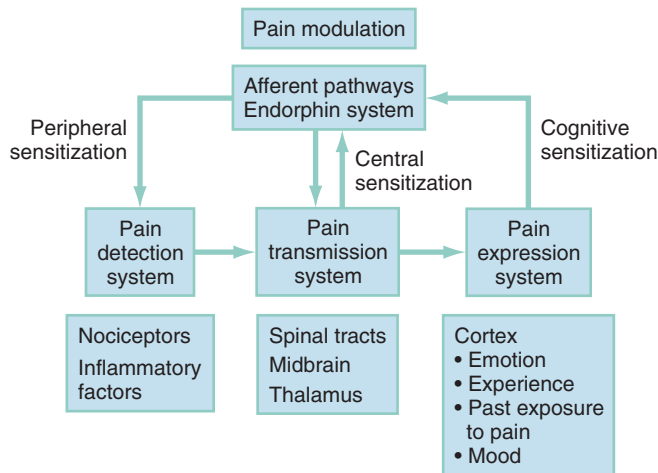 Pain modulation
Afferent pathways
Endorphin system
Peripheral
sensitization
Central
sensitization
Cognitive
sensitization
Pain
detection
system
Pain
transmission
system
Pain
expression
system
Nociceptors
Inflammatory
factors
Spinal tracts
Midbrain
Thalamus
Cortex
• Emotion
• Experience
• Past exposure
to pain
• Mood